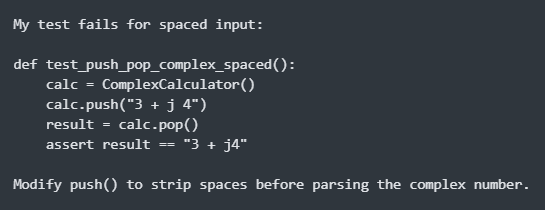 My test fails for spaced input:

def test_push_pop_complex_spaced():
    calc = ComplexCalculator()
    calc.push("3 + j 4")
    result = calc.pop()
    assert result == "3 + j4"

Modify push() to strip spaces before parsing the complex number.